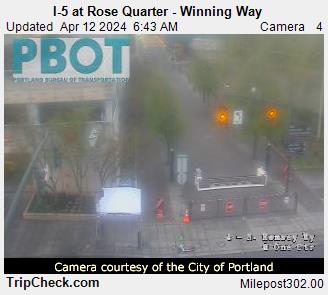 I-5 at Rose Quarter - Winning Way
Updated Apr 12 2024 6:43 AM Camera 4
PBOT
PORTLAND BUREAU OF TRANSPORTATION
Camera courtesy of the City of Portland
TripCheck.com Milepost302.00